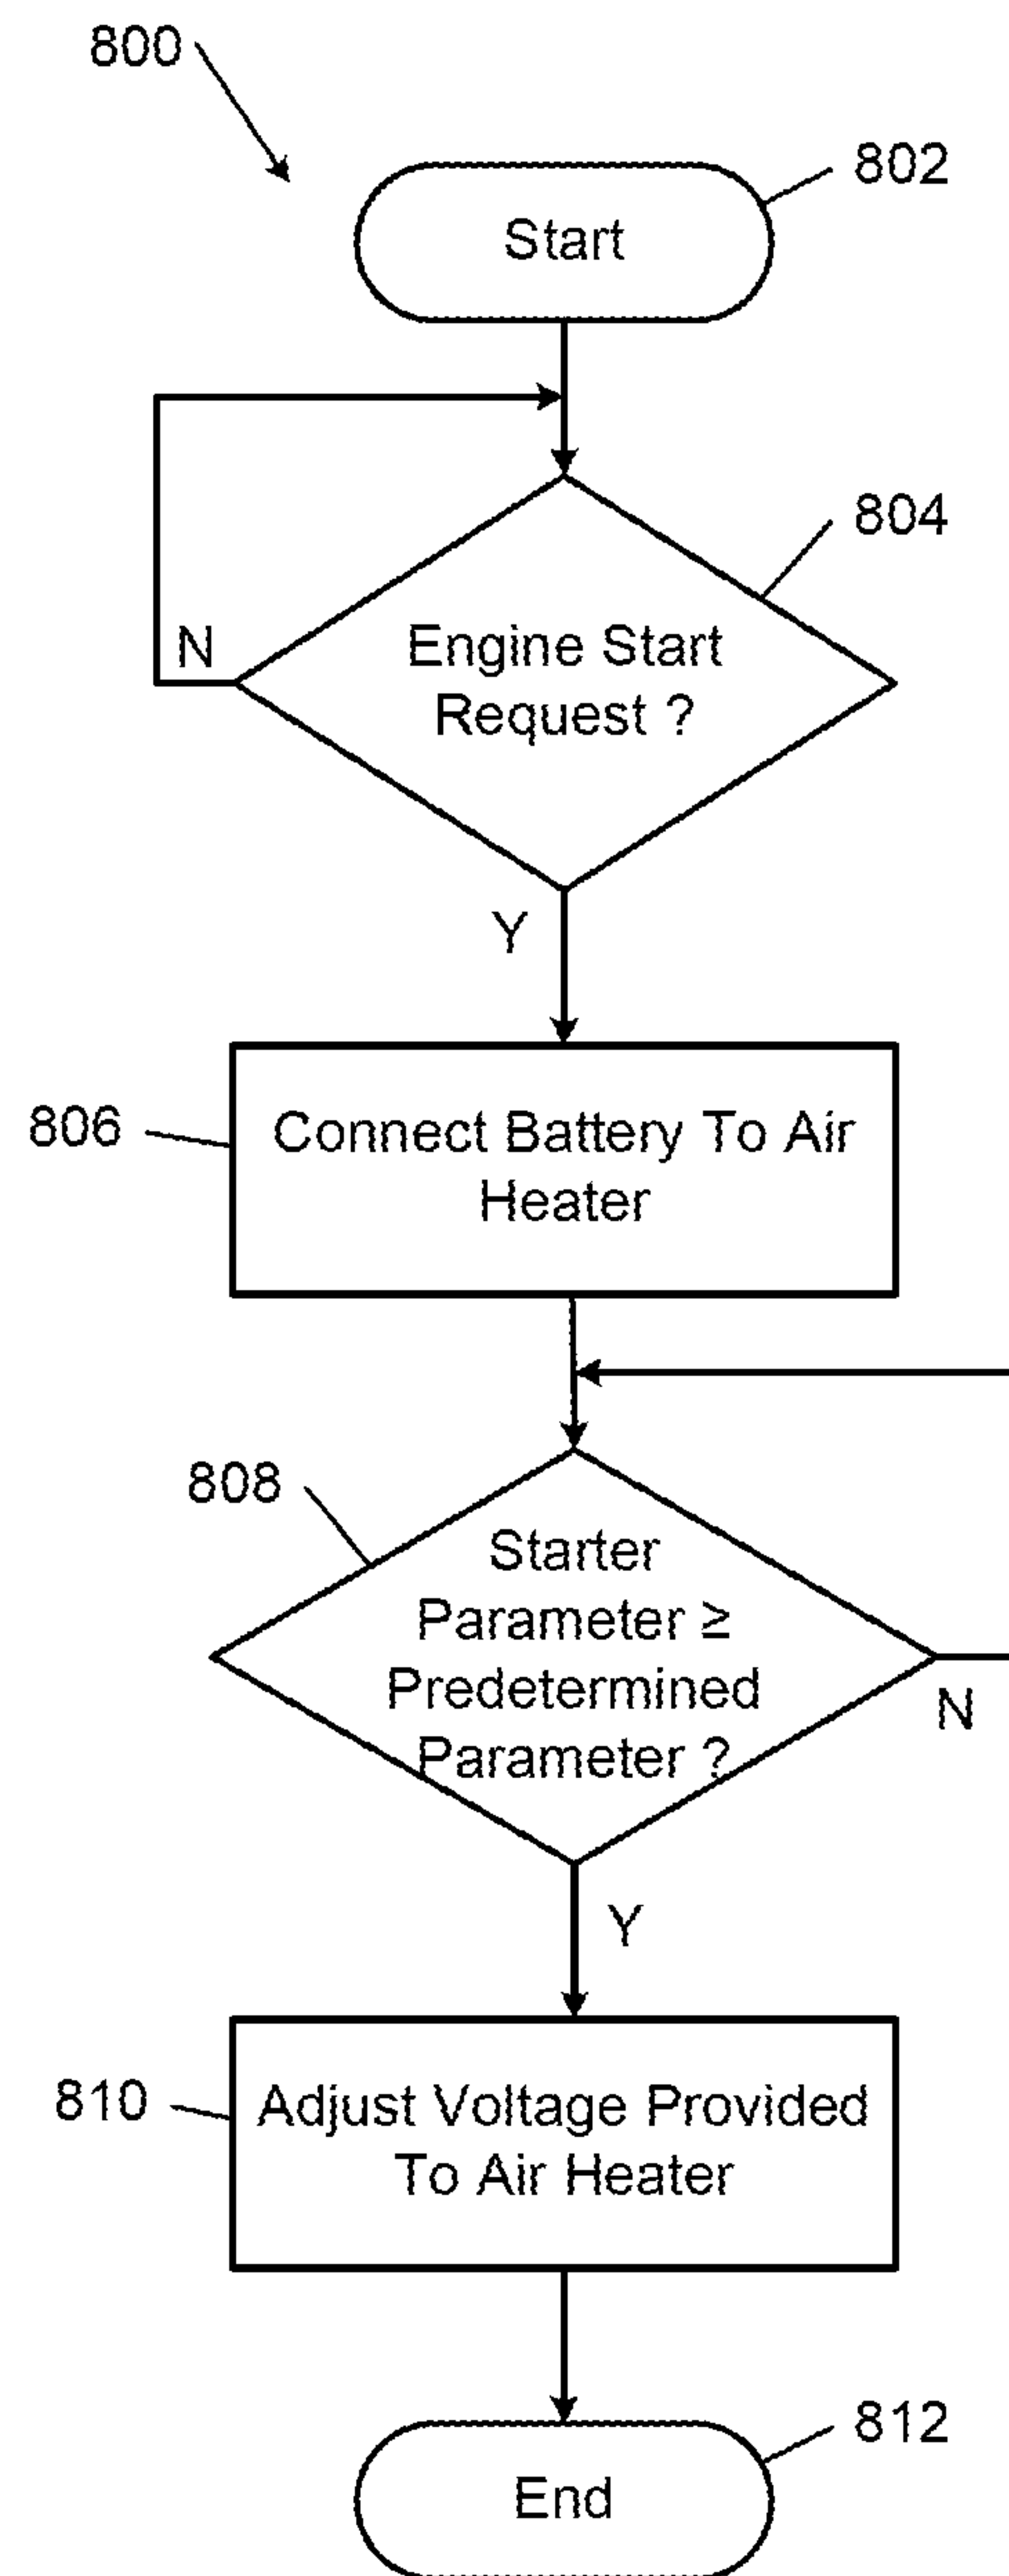 800
802
Start
804
Engine Start
Request ?
N
Y
806
Connect Battery To Air
Heater
808
Starter
Parameter ≥
Predetermined
Parameter ?
N
Y
810
Adjust Voltage Provided
To Air Heater
812
End